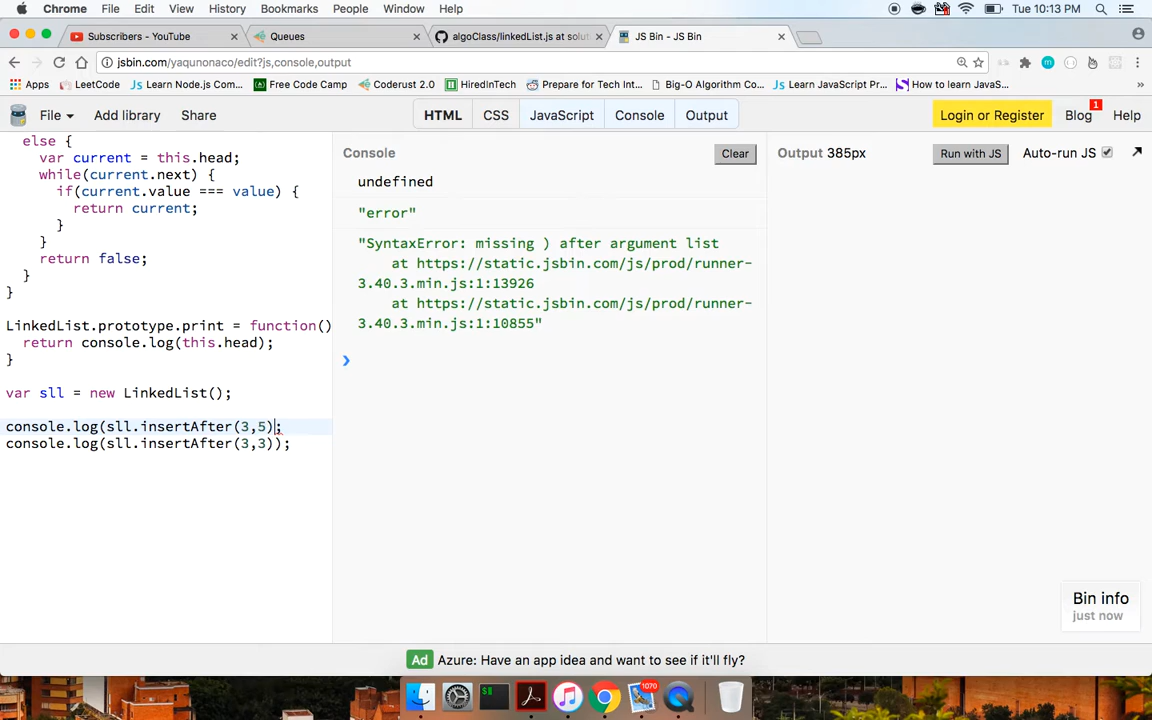 Chrome File Edit View History Bookmarks People Window Help Tue 10:13 PM
Subscribers - YouTube × Queues × algoClass/linkedList.js at solut × JS Bin - JS Bin ×
jsbin.com/yaqunonaco/edit?js,console,output
Apps LeetCode Learn Node.js Com... Free Code Camp Coderust 2.0 HiredInTech Prepare for Tech Int... Big-O Algorithm Co... Learn JavaScript Pr... How to learn JavaS... »
File Add library Share HTML CSS JavaScript Console Output Login or Register Blog 1 Help
else {
var current = this.head;
while(current.next) {
if(current.value === value) {
return current;
}
}
return false;
}
}
LinkedList.prototype.print = function()
return console.log(this.head);
}
var sll = new LinkedList();
console.log(sll.insertAfter(3,5);
console.log(sll.insertAfter(3,3));
Console Clear
undefined
"error"
"SyntaxError: missing ) after argument list
at https://static.jsbin.com/js/prod/runner-
3.40.3.min.js:1:13926
at https://static.jsbin.com/js/prod/runner-
3.40.3.min.js:1:10855"
Output 385px Run with JS Auto-run JS
Bin info
just now
Ad Azure: Have an app idea and want to see if it'll fly?
1070